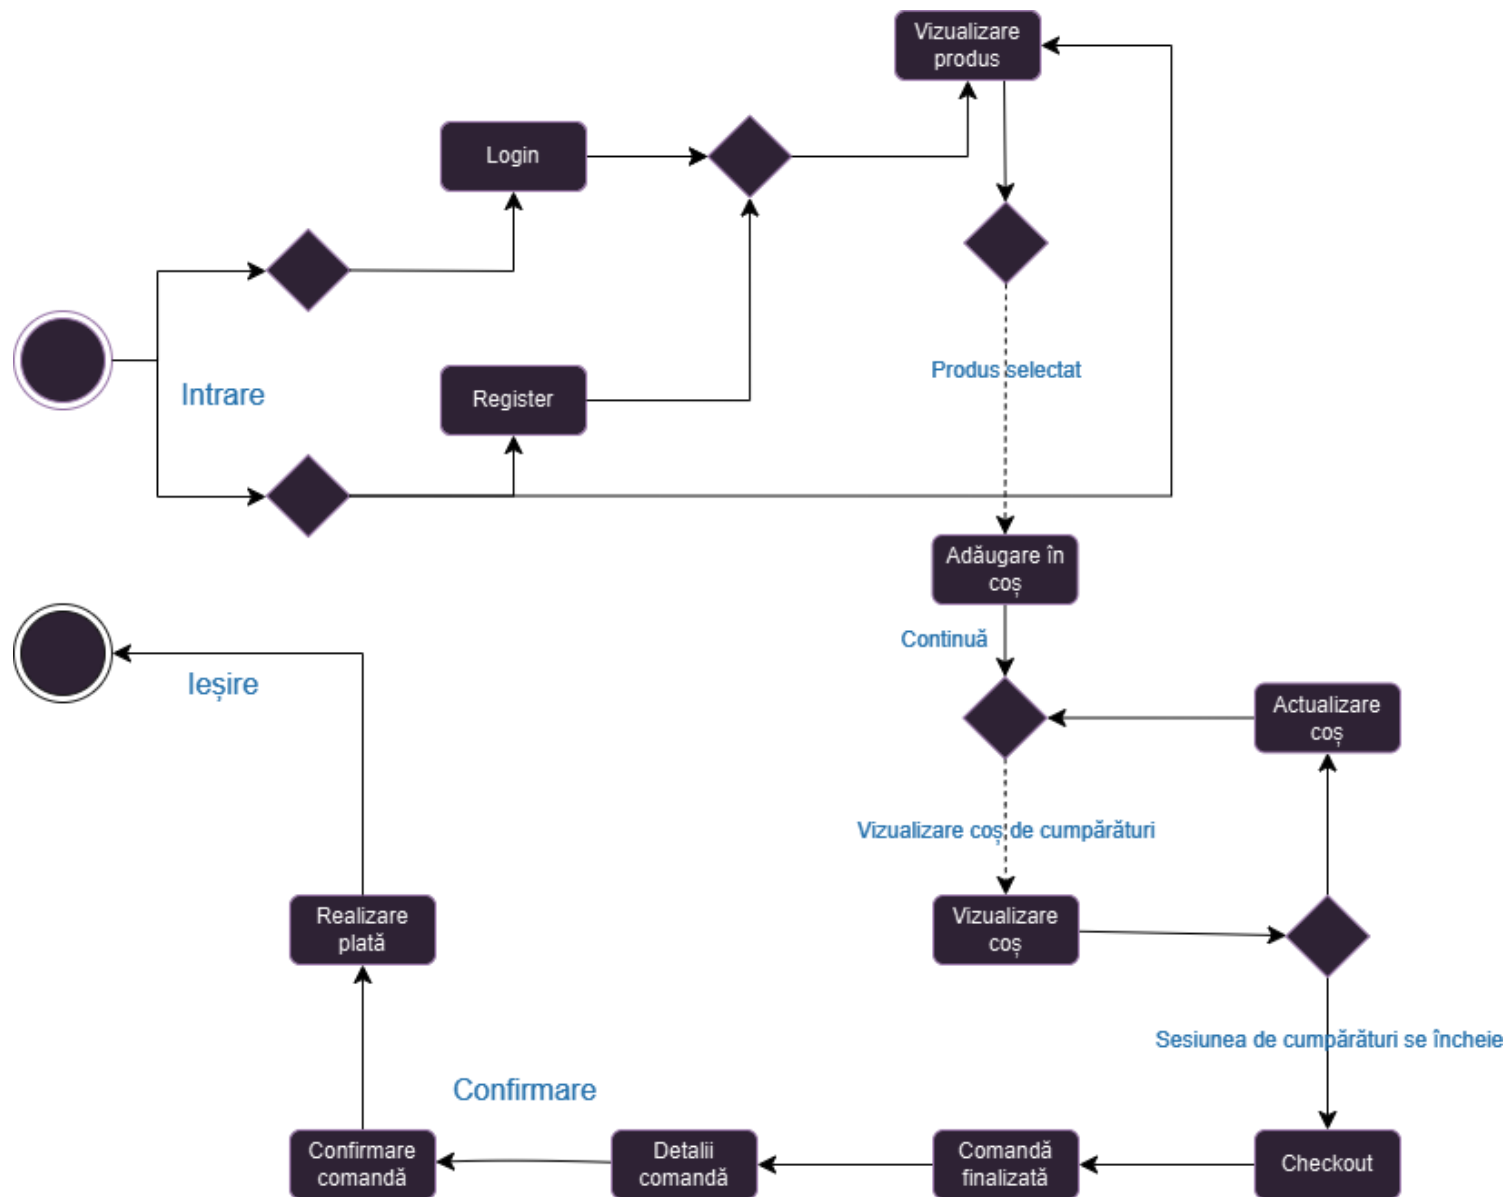 Vizualizare
produs
Login
Intrare
Register
Produs selectat
Adăugare în
coș
Continuă
Ieșire
Actualizare
coș
Vizualizare coș de cumpărături
Realizare
plată
Vizualizare
coș
Sesiunea de cumpărături se încheie
Confirmare
Confirmare
comandă
Detalii
comandă
Comandă
finalizată
Checkout